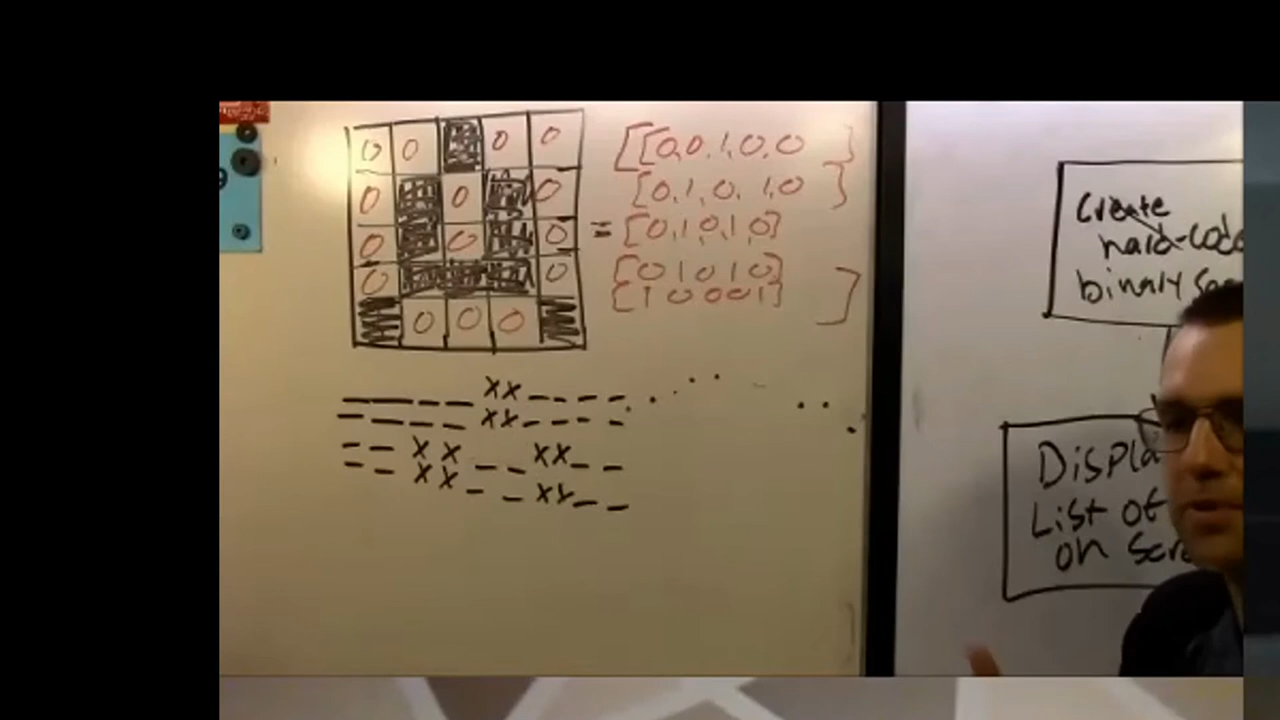 0 0 0 0
0 0 0
0 0 0
0 0
0 0 0
[[0,0,1,0,0 ]
[0,1,0,1,0 ]
= [0,1,0,1,0]
[0 1 0 1 0]
[1 0 0 0 1] ]
_ _ _ _ _ X X _ _ _ _
_ _ _ _ _ X X _ _ _ _
_ _ X X _ _ X X _ _
_ _ X X _ _ X X _ _
Create
binary
List of
on